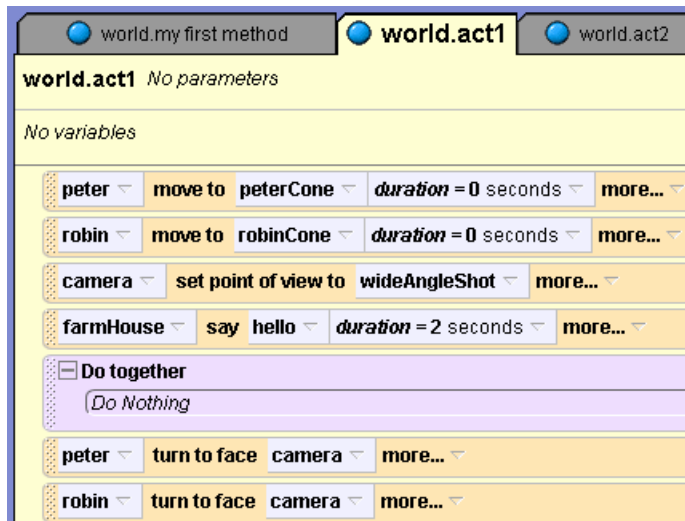 world.my first method world.act1 world.act2
world.act1 No parameters
No variables
peter move to peterCone duration = 0 seconds more...
robin move to robinCone duration = 0 seconds more...
camera set point of view to wideAngleShot more...
farmHouse say hello duration = 2 seconds more...
Do together
Do Nothing
peter turn to face camera more...
robin turn to face camera more...